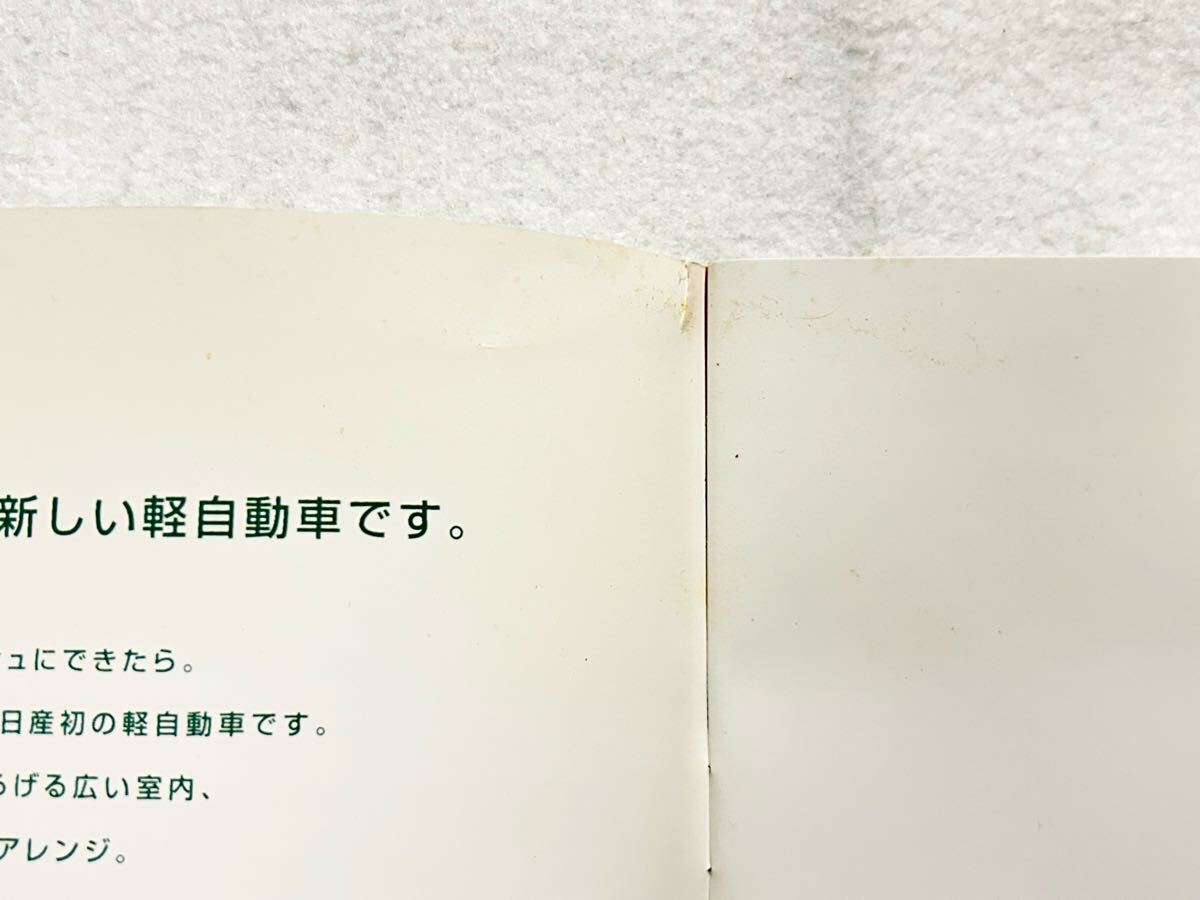 新しい軽自動車です。
ュにできたら。
日産初の軽自動車です。
げる広い室内、
アレンジ。